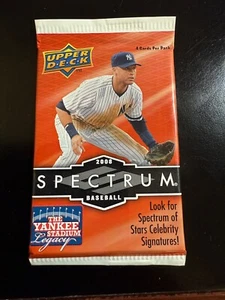 UPPER
DECK
4 Cards Per Pack
2008
SPECTRUM
BASEBALL
THE
YANKEE
STADIUM
Legacy
Look for
Spectrum of
Stars Celebrity
Signatures!